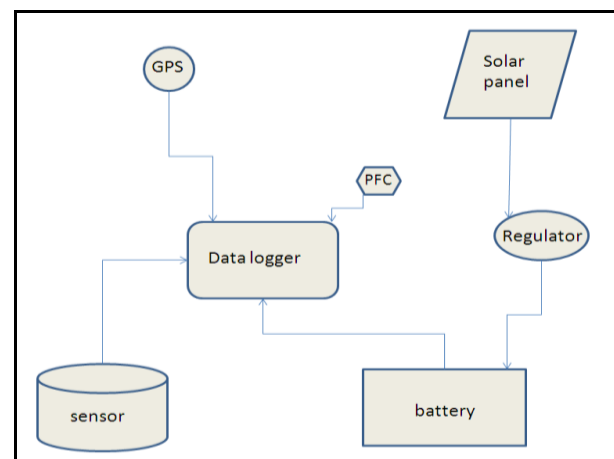 GPS
Solar
panel
PFC
Regulator
Data logger
sensor
battery